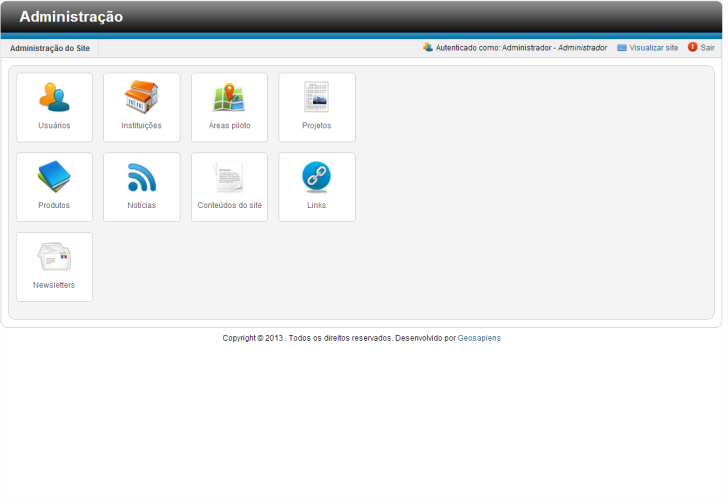 Administração
Administração do Site
Autenticado como: Administrador - Administrador
Visualizar site
Sair
Usuários
Instituições
Áreas piloto
Projetos
Produtos
Notícias
Conteúdos do site
Links
Newsletters
Copyright © 2013 . Todos os direitos reservados. Desenvolvido por Geosapiens